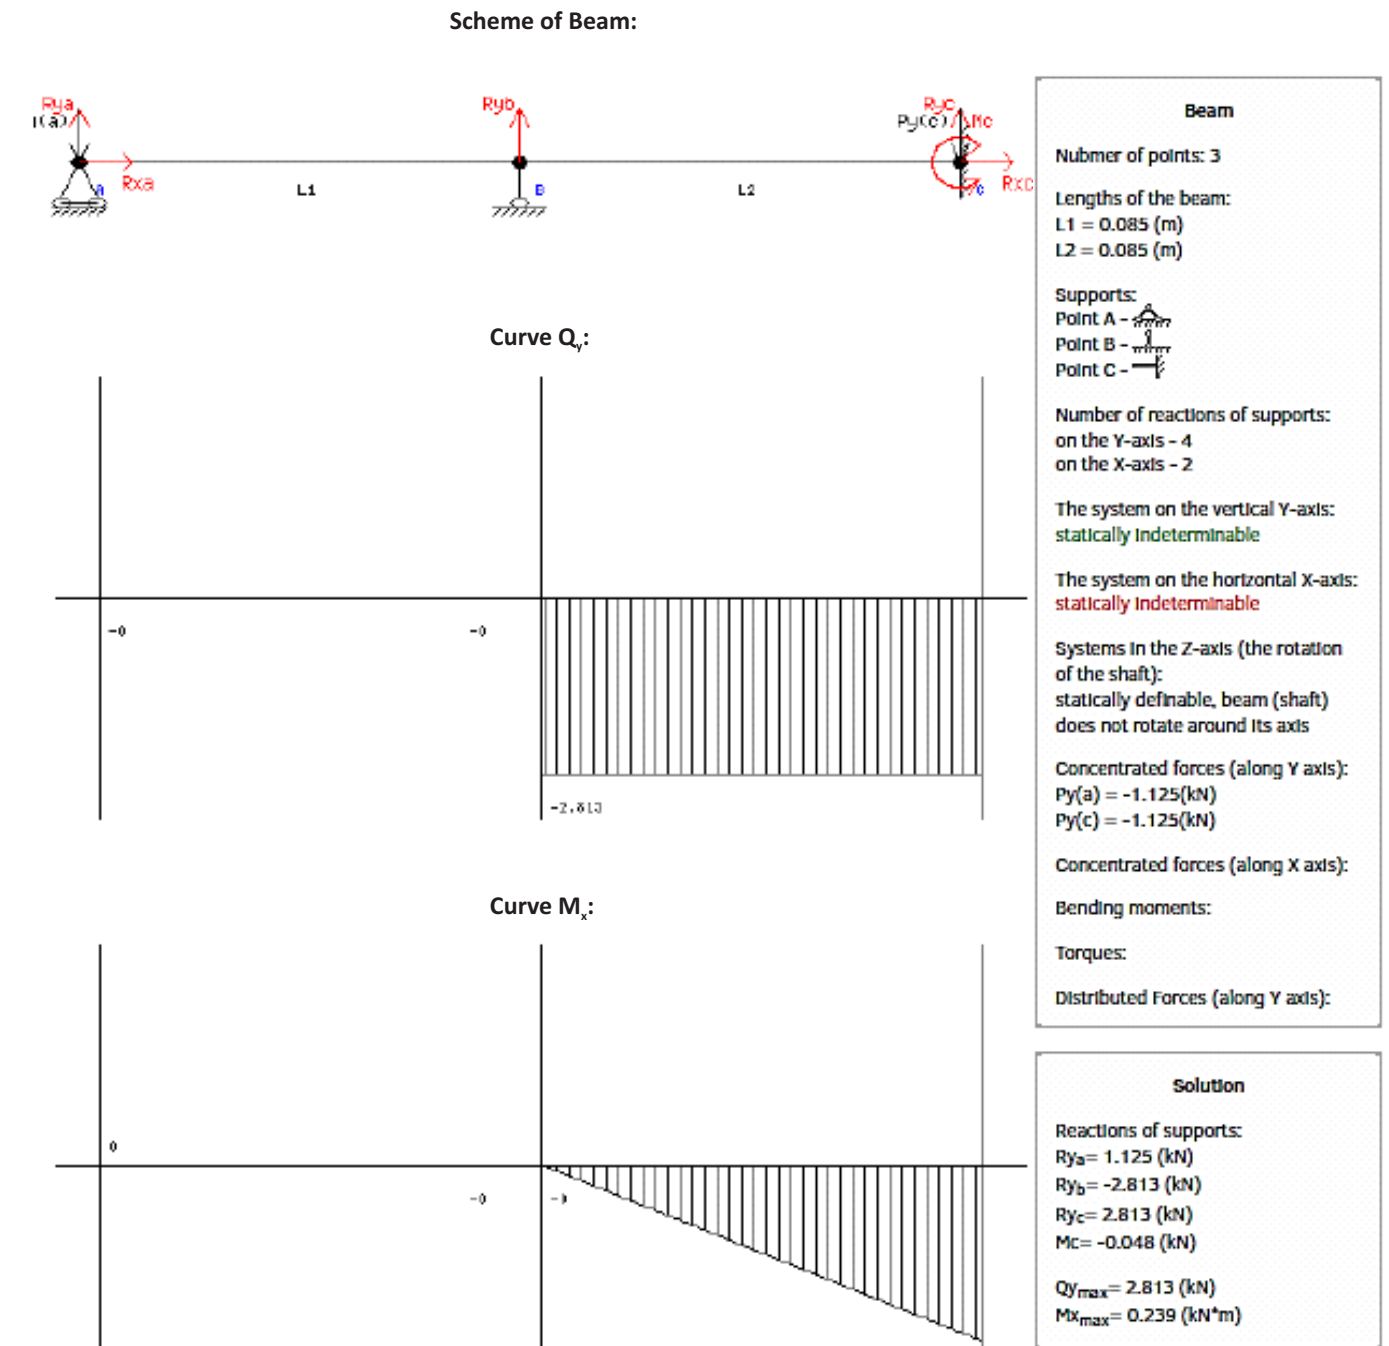 Scheme of Beam:
Rya
(a)
Rxa
A
L1
Ryb
B
L2
Ryc
Py(c)
Mc
Rxc
c
Curve Qy:
-0
-0
-2.813
Curve Mx:
0
-0
-0
Beam
Nubmer of points: 3
Lengths of the beam:
L1 = 0.085 (m)
L2 = 0.085 (m)
Supports:
Point A -
Point B -
Point C -
Number of reactions of supports:
on the Y-axis - 4
on the X-axis - 2
The system on the vertical Y-axis:
statically indeterminable
The system on the horizontal X-axis:
statically indeterminable
Systems in the Z-axis (the rotation
of the shaft):
statically definable, beam (shaft)
does not rotate around its axis
Concentrated forces (along Y axis):
Py(a) = -1.125(kN)
Py(c) = -1.125(kN)
Concentrated forces (along X axis):
Bending moments:
Torques:
Distributed Forces (along Y axis):
Solution
Reactions of supports:
Rya= 1.125 (kN)
Ryb= -2.813 (kN)
Ryc= 2.813 (kN)
Mc= -0.048 (kN)
Qymax= 2.813 (kN)
Mxmax= 0.239 (kN*m)